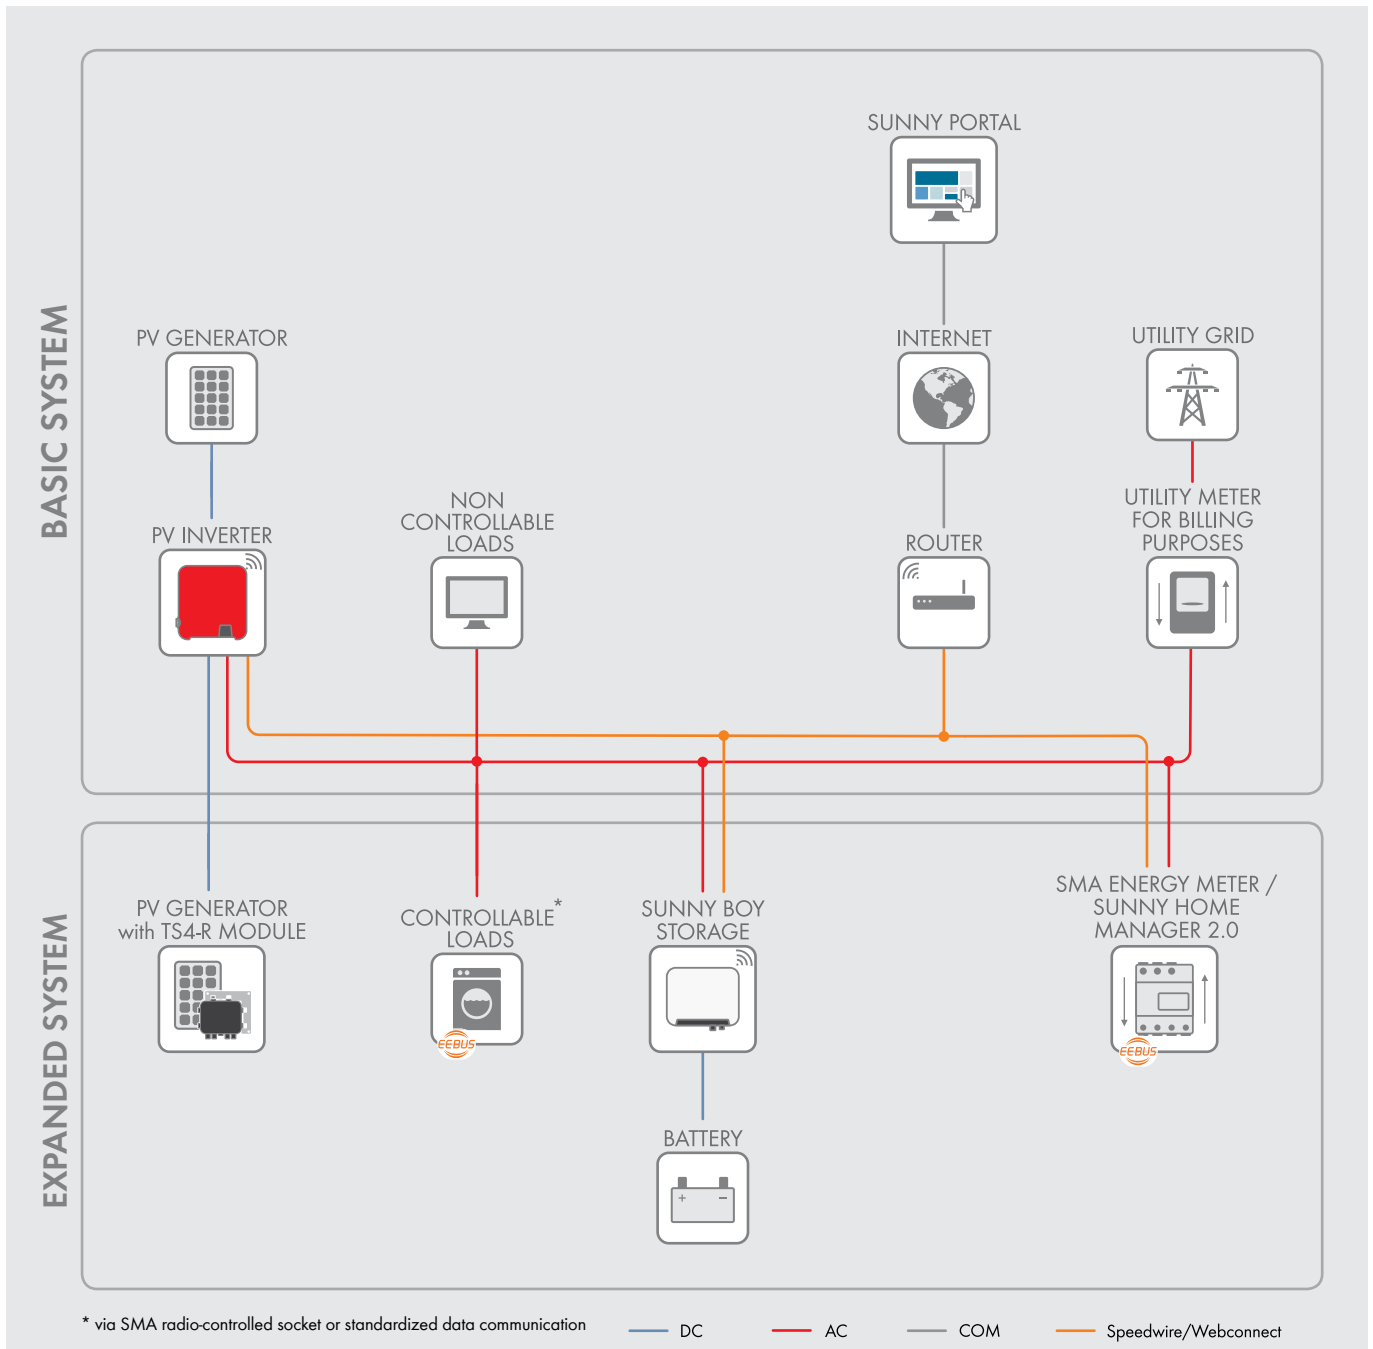 BASIC SYSTEM
SUNNY PORTAL
PV GENERATOR
INTERNET
UTILITY GRID
PV INVERTER
NON
CONTROLLABLE
LOADS
ROUTER
UTILITY METER
FOR BILLING
PURPOSES
EXPANDED SYSTEM
PV GENERATOR
with TS4-R MODULE
CONTROLLABLE*
LOADS
EEBUS
SUNNY BOY
STORAGE
SMA ENERGY METER /
SUNNY HOME
MANAGER 2.0
EEBUS
BATTERY
+ −
* via SMA radio-controlled socket or standardized data communication
DC
AC
COM
Speedwire/Webconnect